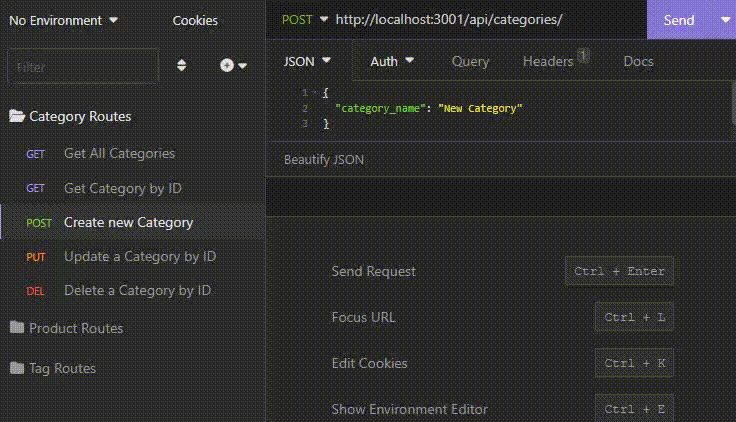 No Environment
Cookies
Filter
Category Routes
GET Get All Categories
GET Get Category by ID
POST Create new Category
PUT Update a Category by ID
DEL Delete a Category by ID
Product Routes
Tag Routes
POST http://localhost:3001/api/categories/
Send
JSON Auth Query Headers 1 Docs
1 {
2 "category_name": "New Category"
3 }
Beautify JSON
Send Request Ctrl + Enter
Focus URL Ctrl + L
Edit Cookies Ctrl + K
Show Environment Editor Ctrl + E